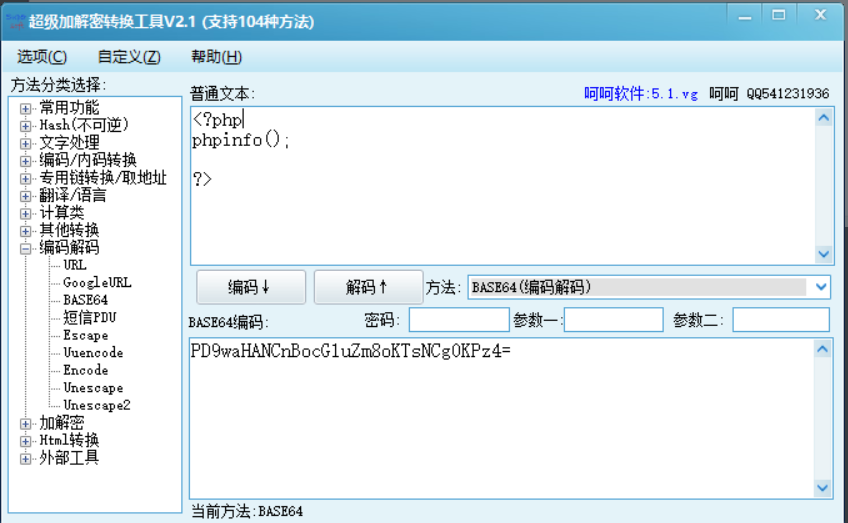 超级加解密转换工具V2.1 (支持104种方法)
选项(C) 自定义(Z) 帮助(H)
方法分类选择:
常用功能
Hash(不可逆)
文字处理
编码/内码转换
专用链转换/取地址
翻译/语言
计算类
其他转换
编码解码
URL
GoogleURL
BASE64
短信PDU
Escape
Uuencode
Encode
Unescape
Unescape2
加解密
Html转换
外部工具
普通文本: 呵呵软件:5.1.vg 呵呵 QQ541231936
<?php
phpinfo();
?>
编码↓ 解码↑ 方法: BASE64(编码解码)
BASE64编码: 密码: 参数一: 参数二:
PD9waHANCnBocGluZm8oKTsNCg0KPz4=
当前方法:BASE64